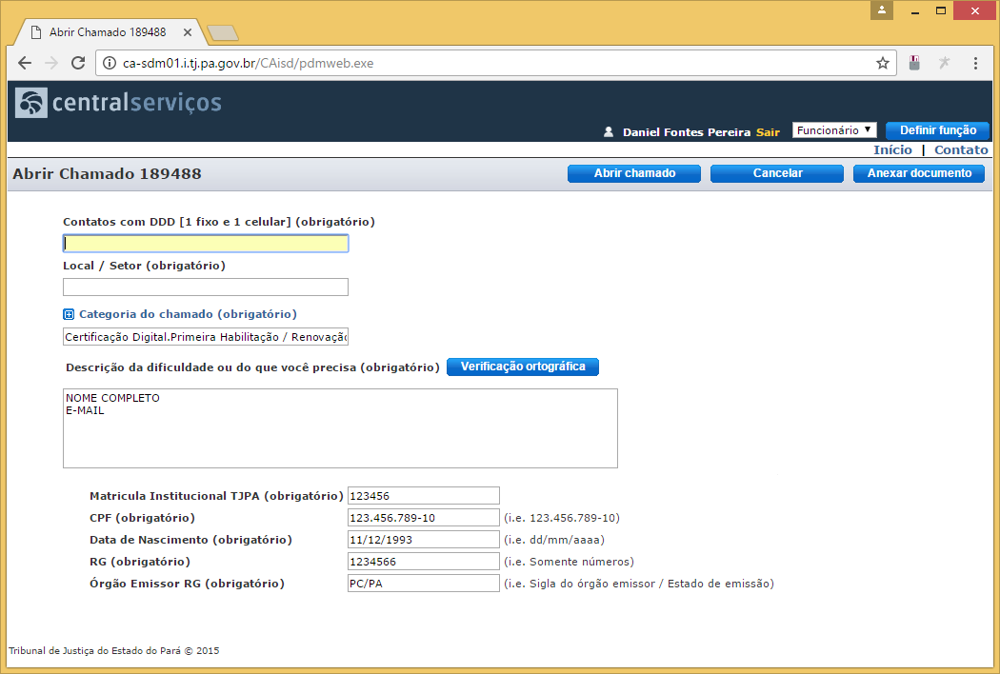 Abrir Chamado 189488
ca-sdm01.i.tj.pa.gov.br/CAisd/pdmweb.exe
centralserviços
Daniel Fontes Pereira Sair Funcionário Definir função
Início | Contato
Abrir Chamado 189488 Abrir chamado Cancelar Anexar documento
Contatos com DDD [1 fixo e 1 celular] (obrigatório)
Local / Setor (obrigatório)
Categoria do chamado (obrigatório)
Certificação Digital.Primeira Habilitação / Renovação
Descrição da dificuldade ou do que você precisa (obrigatório) Verificação ortográfica
NOME COMPLETO
E-MAIL
Matricula Institucional TJPA (obrigatório) 123456
CPF (obrigatório) 123.456.789-10 (i.e. 123.456.789-10)
Data de Nascimento (obrigatório) 11/12/1993 (i.e. dd/mm/aaaa)
RG (obrigatório) 1234566 (i.e. Somente números)
Órgão Emissor RG (obrigatório) PC/PA (i.e. Sigla do órgão emissor / Estado de emissão)
Tribunal de Justiça do Estado do Pará © 2015